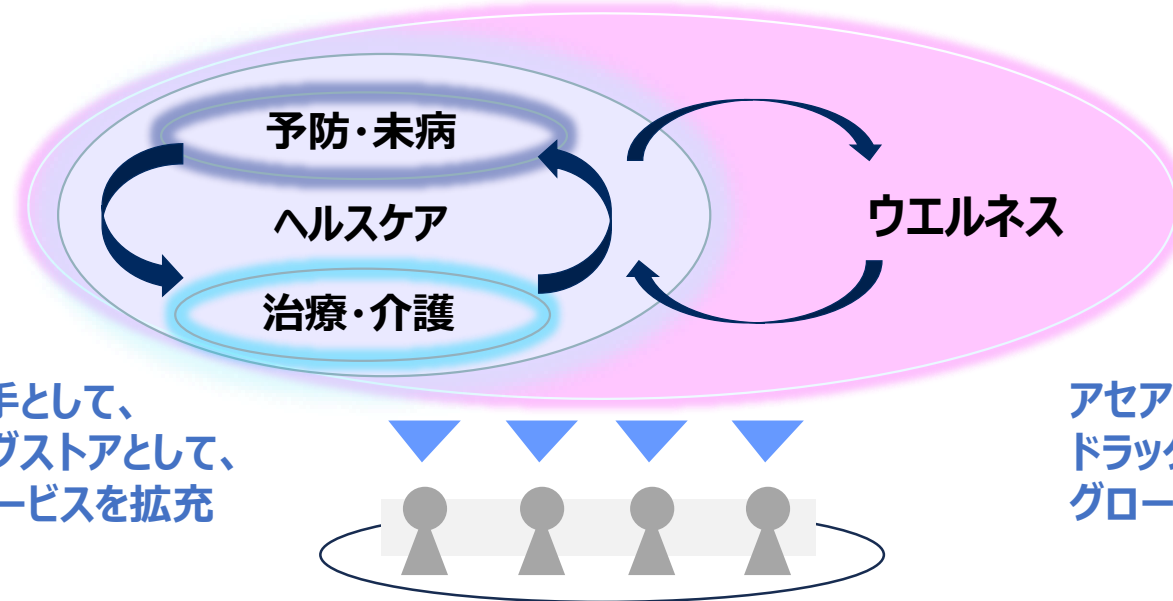 予防・未病
ヘルスケア
ウエルネス
治療・介護
手として、
グストアとして、
ービスを拡充
アセア
ドラッグ
グロー